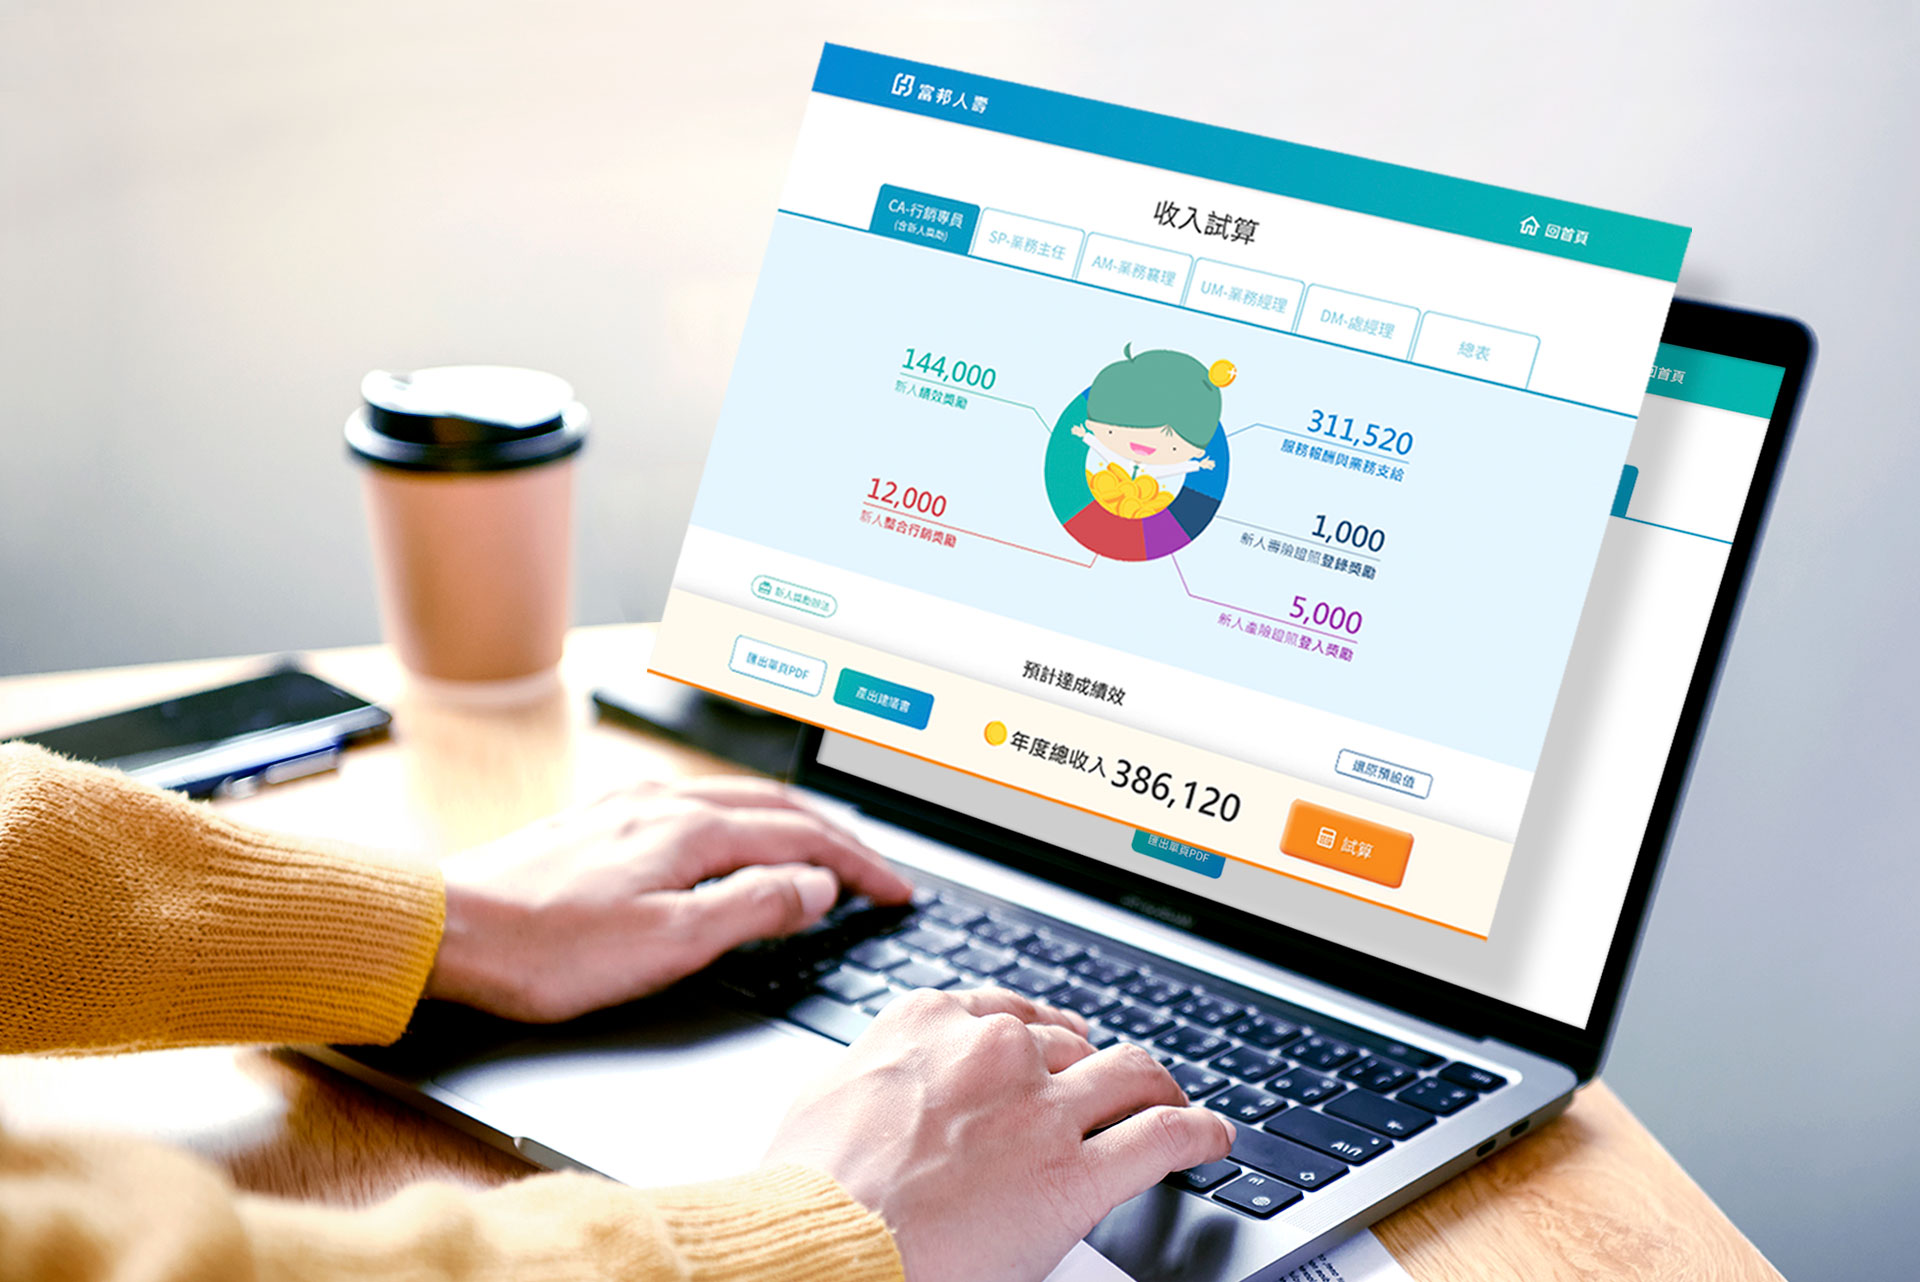 富邦人壽
回首頁
收入試算
CA-行銷專員
(含新人獎勵)
SP-業務主任
AM-業務襄理
UM-業務經理
DM-處經理
總表
144,000
新人績效獎勵
311,520
服務報酬與業務支給
12,000
新人整合行銷獎勵
1,000
新人壽險證照登錄獎勵
5,000
新人產險證照登入獎勵
新人獎勵辦法
預計達成績效
匯出單頁PDF
產出建議書
年度總收入 386,120
還原預設值
試算
回首頁
匯出單頁PDF